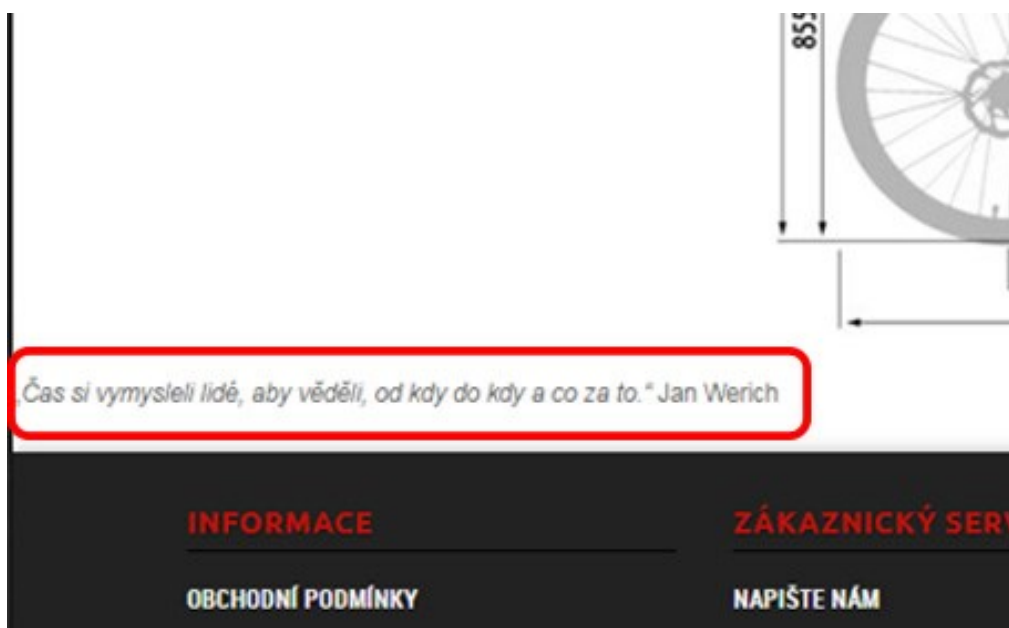 „Čas si vymysleli lidé, aby věděli, od kdy do kdy a co za to.“ Jan Werich
INFORMACE
ZÁKAZNICKÝ
OBCHODNÍ PODMÍNKY
NAPIŠTE NÁM